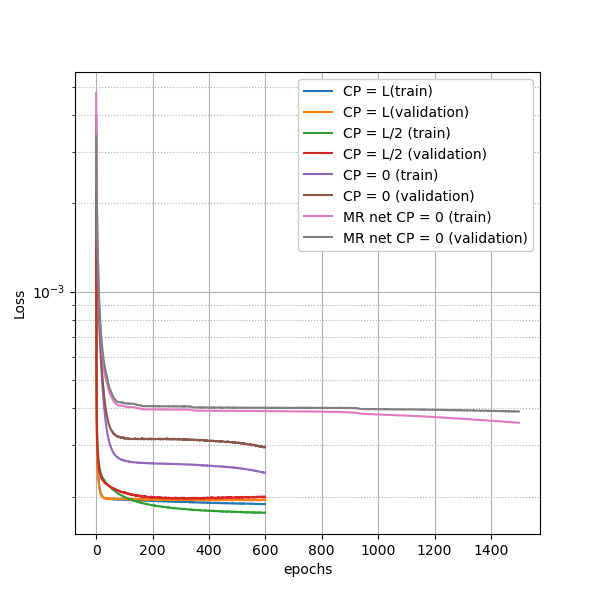 CP = L(train)
CP = L(validation)
CP = L/2 (train)
CP = L/2 (validation)
CP = 0 (train)
CP = 0 (validation)
MR net CP = 0 (train)
MR net CP = 0 (validation)
Loss
10⁻³
0 200 400 600 800 1000 1200 1400
epochs